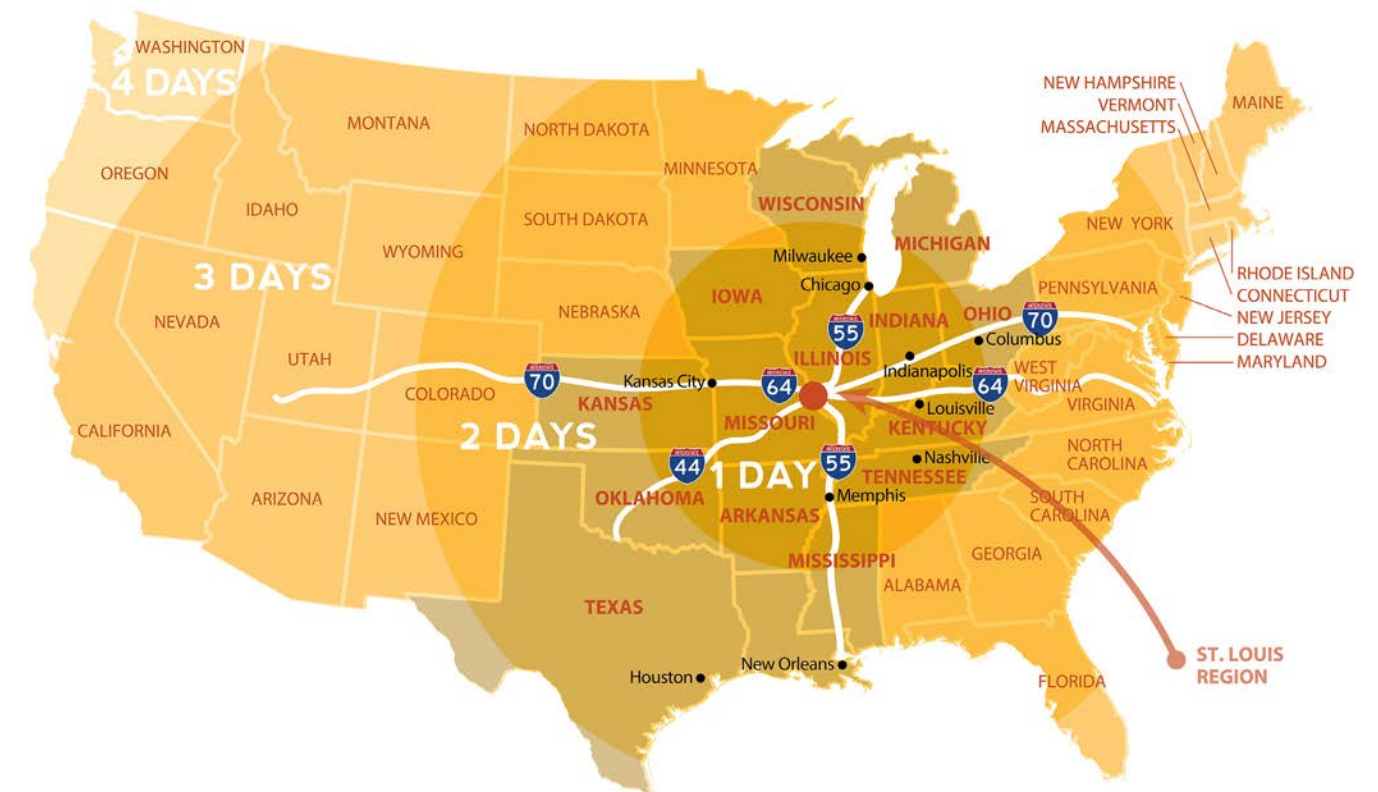 WASHINGTON
4 DAYS
MONTANA
NORTH DAKOTA
MINNESOTA
NEW HAMPSHIRE
VERMONT
MASSACHUSETTS
MAINE
OREGON
IDAHO
WYOMING
SOUTH DAKOTA
WISCONSIN
MICHIGAN
NEW YORK
3 DAYS
Milwaukee
Chicago
RHODE ISLAND
CONNECTICUT
NEW JERSEY
DELAWARE
MARYLAND
NEVADA
NEBRASKA
IOWA
INDIANA
OHIO
PENNSYLVANIA
70
55
Columbus
UTAH
COLORADO
70
KANSAS
Kansas City
64
ILLINOIS
Indianapolis
64
WEST
VIRGINIA
VIRGINIA
CALIFORNIA
2 DAYS
MISSOURI
Louisville
KENTUCKY
NORTH
CAROLINA
ARIZONA
NEW MEXICO
44
1 DAY
55
Nashville
TENNESSEE
OKLAHOMA
ARKANSAS
Memphis
SOUTH
CAROLINA
MISSISSIPPI
ALABAMA
GEORGIA
TEXAS
Houston
New Orleans
FLORIDA
ST. LOUIS
REGION